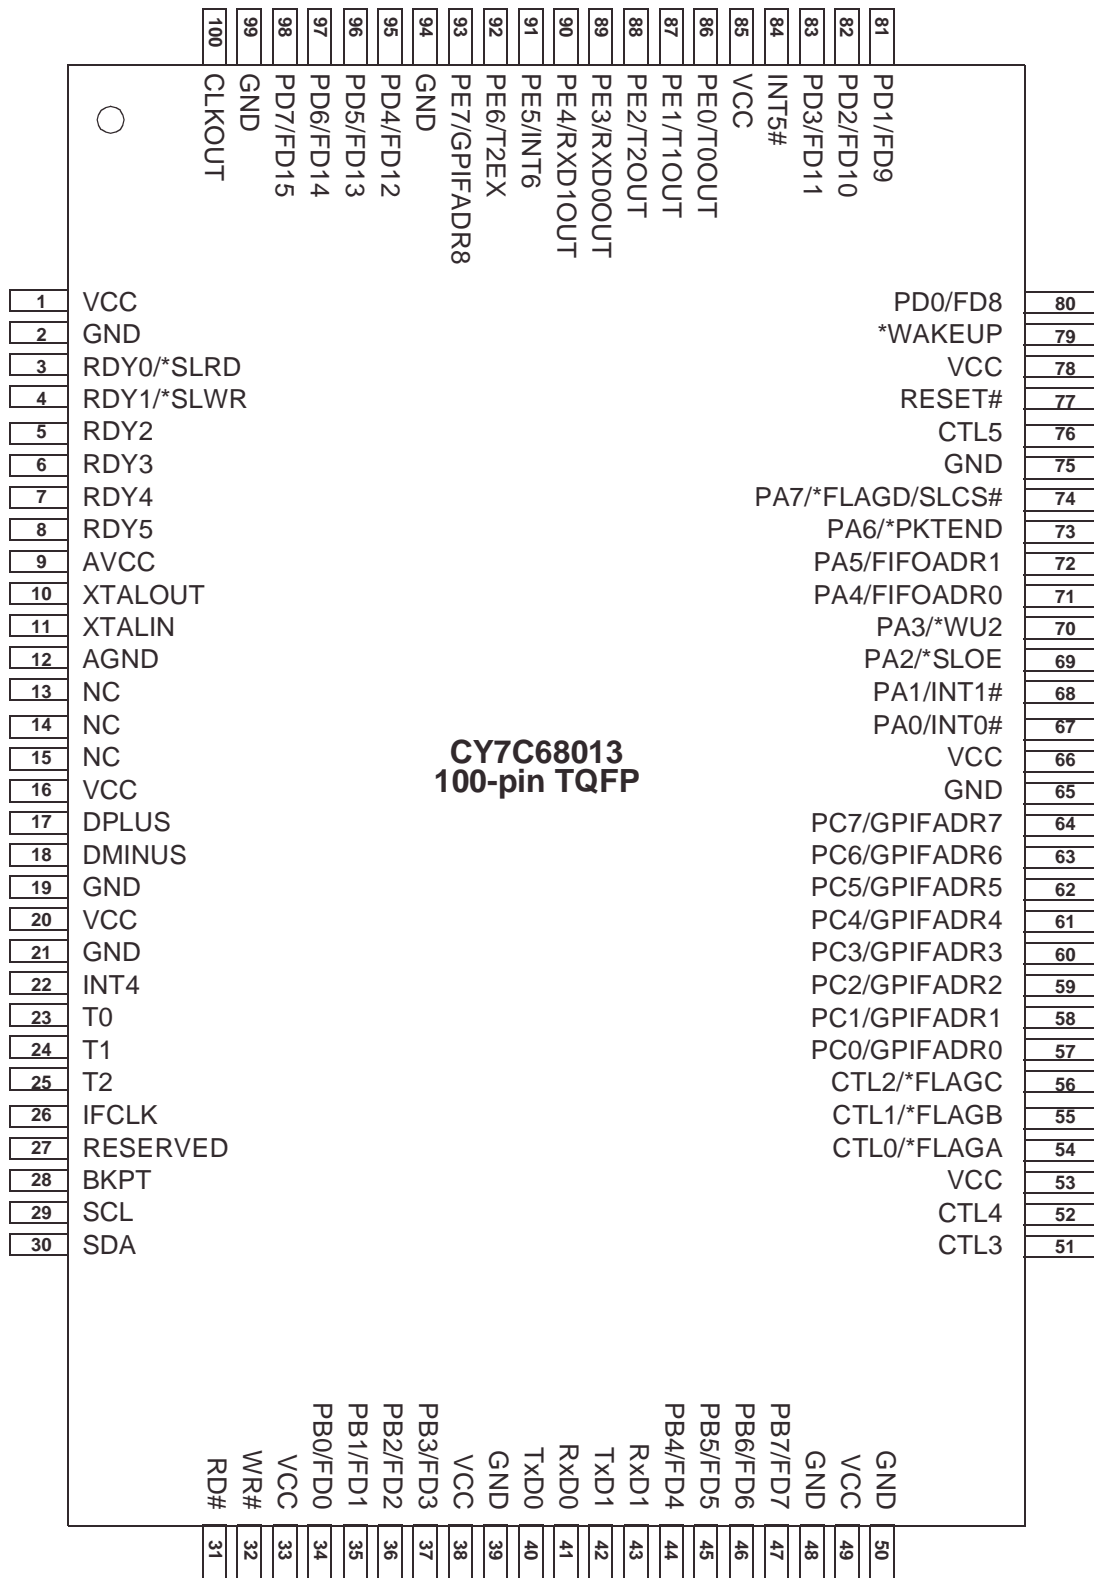 100 99 98 97 96 95 94 93 92 91 90 89 88 87 86 85 84 83 82 81
CLKOUT
GND
PD7/FD15
PD6/FD14
PD5/FD13
PD4/FD12
GND
PE7/GPIFADR8
PE6/T2EX
PE5/INT6
PE4/RXD1OUT
PE3/RXD0OUT
PE2/T2OUT
PE1/T1OUT
PE0/T0OUT
VCC
INT5#
PD3/FD11
PD2/FD10
PD1/FD9
1 VCC
2 GND
3 RDY0/*SLRD
4 RDY1/*SLWR
5 RDY2
6 RDY3
7 RDY4
8 RDY5
9 AVCC
10 XTALOUT
11 XTALIN
12 AGND
13 NC
14 NC
15 NC
16 VCC
17 DPLUS
18 DMINUS
19 GND
20 VCC
21 GND
22 INT4
23 T0
24 T1
25 T2
26 IFCLK
27 RESERVED
28 BKPT
29 SCL
30 SDA
CY7C68013
100-pin TQFP
PD0/FD8 80
*WAKEUP 79
VCC 78
RESET# 77
CTL5 76
GND 75
PA7/*FLAGD/SLCS# 74
PA6/*PKTEND 73
PA5/FIFOADR1 72
PA4/FIFOADR0 71
PA3/*WU2 70
PA2/*SLOE 69
PA1/INT1# 68
PA0/INT0# 67
VCC 66
GND 65
PC7/GPIFADR7 64
PC6/GPIFADR6 63
PC5/GPIFADR5 62
PC4/GPIFADR4 61
PC3/GPIFADR3 60
PC2/GPIFADR2 59
PC1/GPIFADR1 58
PC0/GPIFADR0 57
CTL2/*FLAGC 56
CTL1/*FLAGB 55
CTL0/*FLAGA 54
VCC 53
CTL4 52
CTL3 51
RD#
WR#
VCC
PB0/FD0
PB1/FD1
PB2/FD2
PB3/FD3
VCC
GND
TxD0
RxD0
TxD1
RxD1
PB4/FD4
PB5/FD5
PB6/FD6
PB7/FD7
GND
VCC
GND
31 32 33 34 35 36 37 38 39 40 41 42 43 44 45 46 47 48 49 50